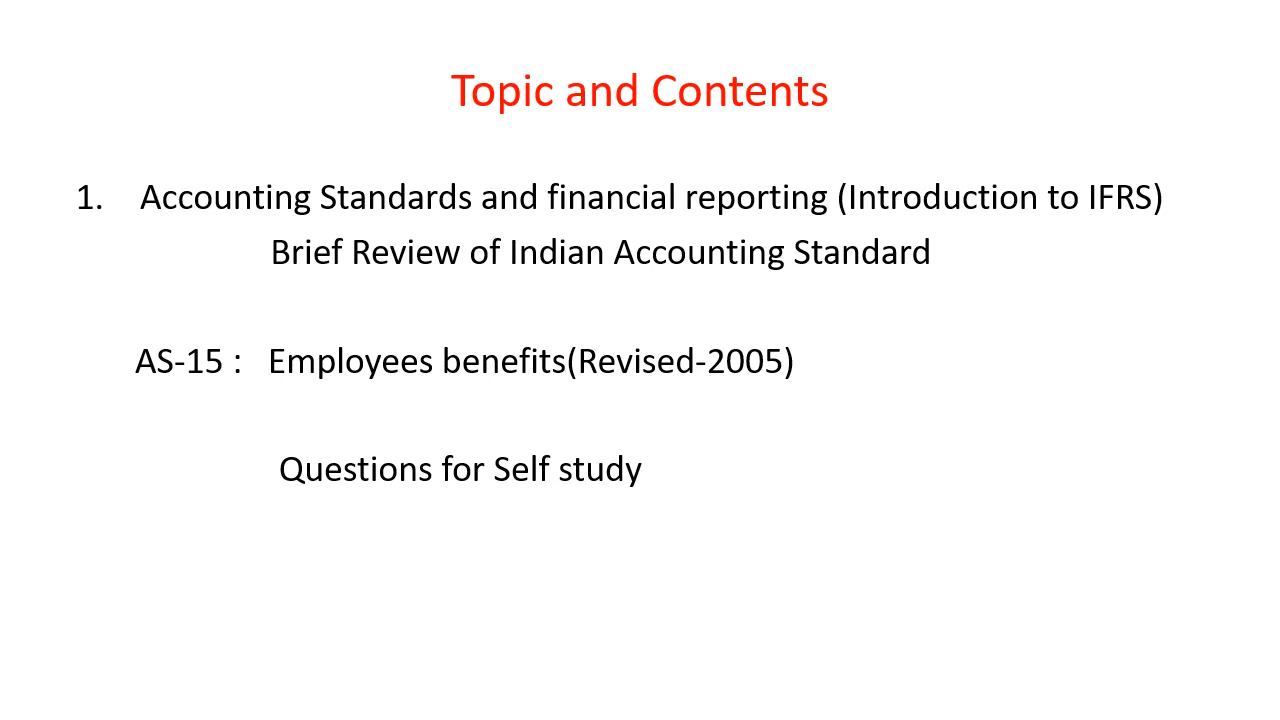 Topic and Contents
1. Accounting Standards and financial reporting (Introduction to IFRS)
Brief Review of Indian Accounting Standard
AS-15 : Employees benefits(Revised-2005)
Questions for Self study